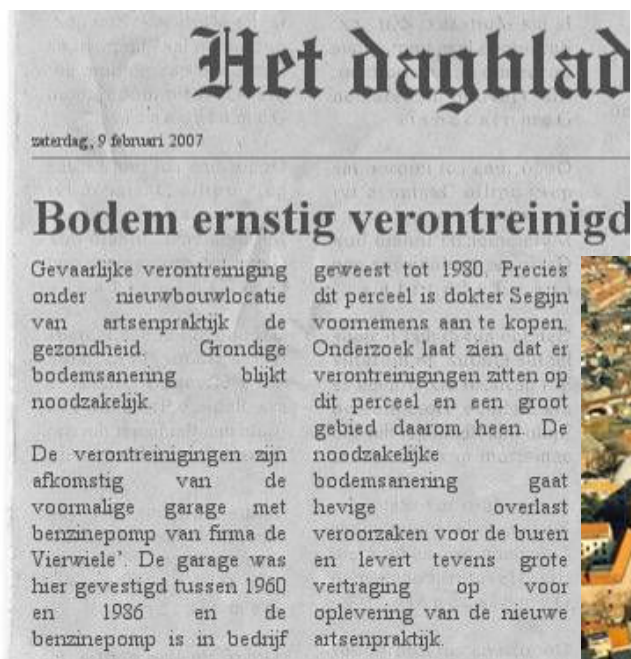 Het dagblad
zaterdag, 9 februari 2007
Bodem ernstig verontreinigd
Gevaarlijke verontreiniging
onder nieuwbouwlocatie
van artsenpraktijk de
gezondheid. Grondige
bodemsanering blijkt
noodzakelijk.
De verontreinigingen zijn
afkomstig van de
voormalige garage met
benzinepomp van firma de
Vierwiele’. De garage was
hier gevestigd tussen 1960
en 1986 en de
benzinepomp is in bedrijf
geweest tot 1980. Precies
dit perceel is dokter Segijn
voornemens aan te kopen.
Onderzoek laat zien dat er
verontreinigingen zitten op
dit perceel en een groot
gebied daarom heen De
noodzakelijke
bodemsanering gaat
hevige overlast
veroorzaken voor de buren
en levert tevens grote
vertraging op voor
oplevering van de nieuwe
artsenpraktijk.